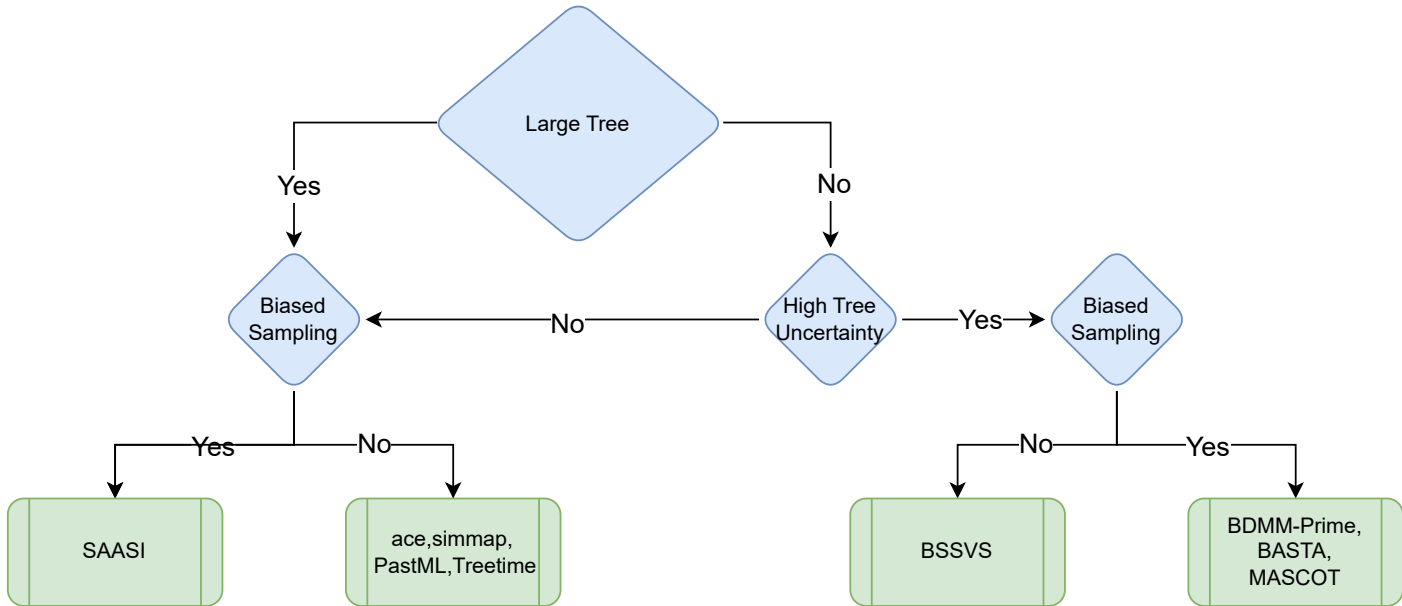 Large Tree
Yes
No
Biased
Sampling
No
High Tree
Uncertainty
Yes
Biased
Sampling
Yes
No
No
Yes
SAASI
ace,simmap,
PastML,Treetime
BSSVS
BDMM-Prime,
BASTA,
MASCOT